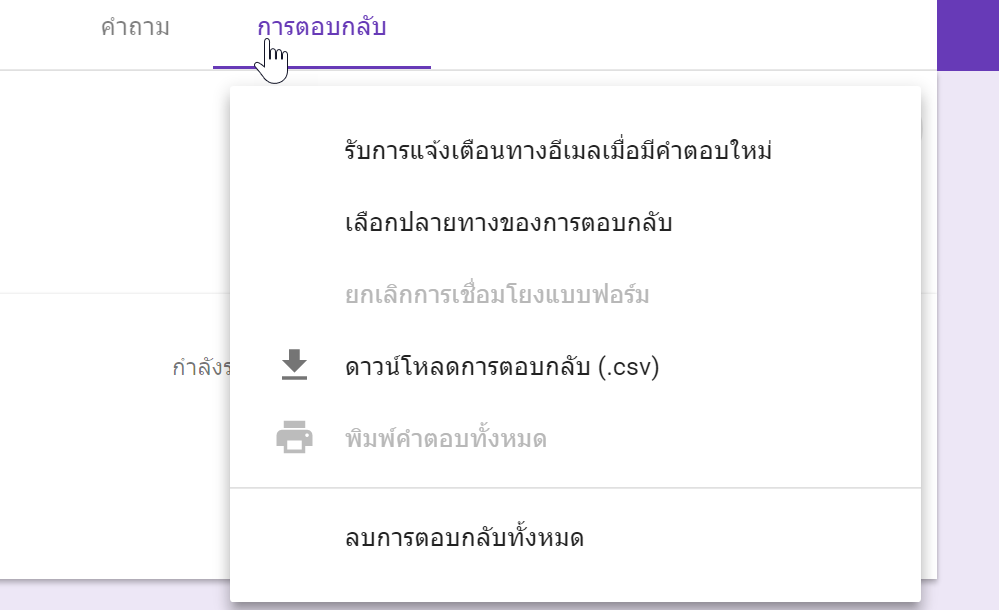 คำถาม
การตอบกลับ
รับการแจ้งเตือนทางอีเมลเมื่อมีคำตอบใหม่
เลือกปลายทางของการตอบกลับ
ยกเลิกการเชื่อมโยงแบบฟอร์ม
กำลังร
ดาวน์โหลดการตอบกลับ (.csv)
พิมพ์คำตอบทั้งหมด
ลบการตอบกลับทั้งหมด